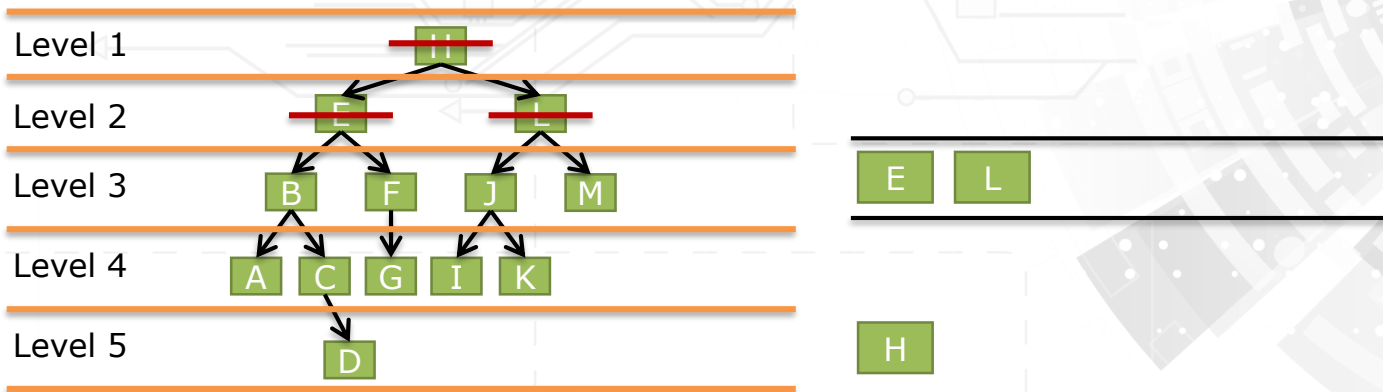 Level 1
H
Level 2
E L
Level 3
B F J M
E L
Level 4
A C G I K
Level 5
D
H